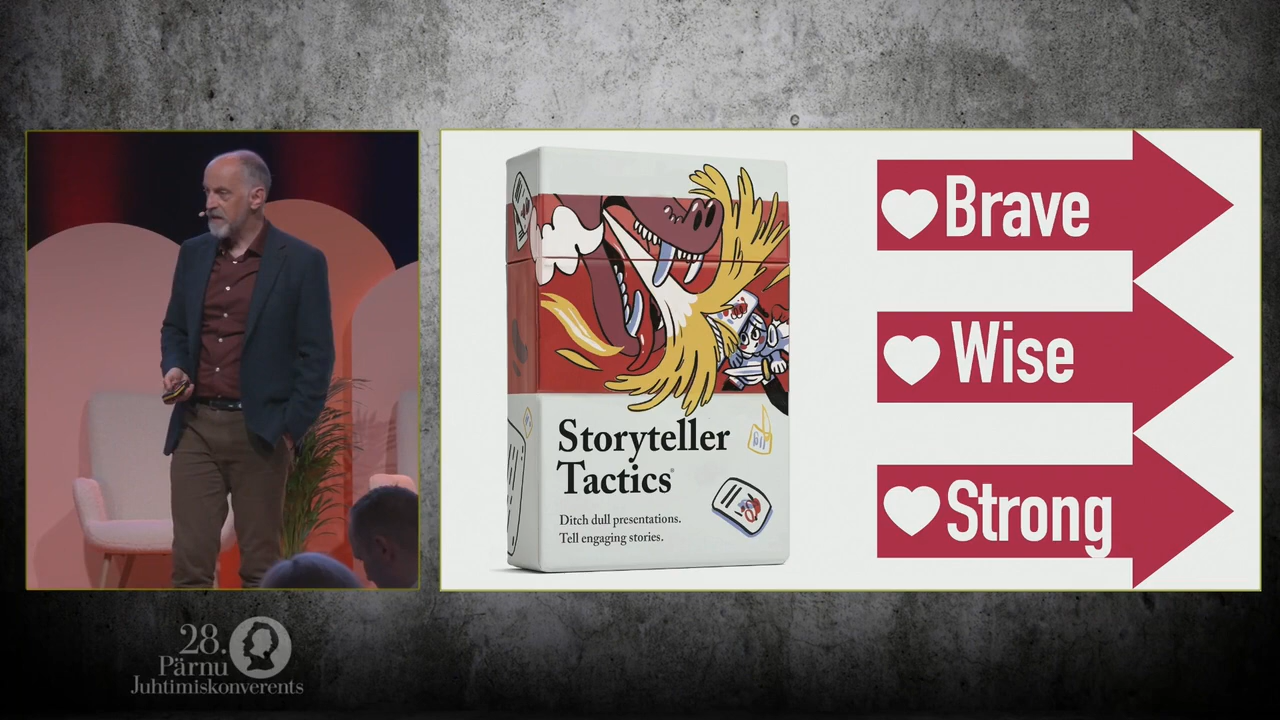 Brave
Wise
Strong
Storyteller
Tactics
Ditch dull presentations.
Tell engaging stories.
28.
Pärnu
Juhtimiskonverents